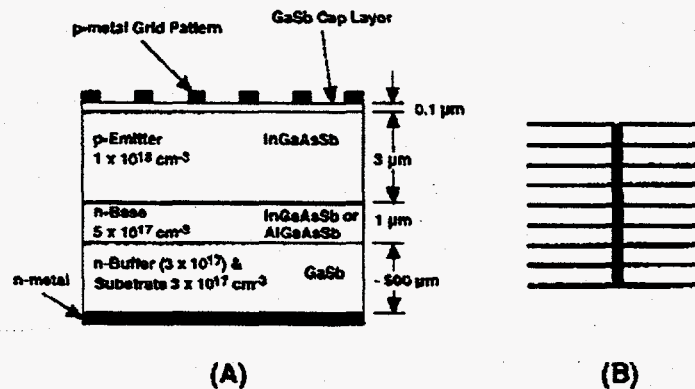 p-metal Grid Pattern
GaSb Cap Layer
0.1 µm
p-Emitter
1 x 10¹⁸ cm⁻³
InGaAsSb
3 µm
n-Base
5 x 10¹⁷ cm⁻³
InGaAsSb or
AlGaAsSb
1 µm
n-Buffer (3 x 10¹⁷) &
Substrate 3 x 10¹⁷ cm⁻³
GaSb
~ 500 µm
n-metal
(A)
(B)